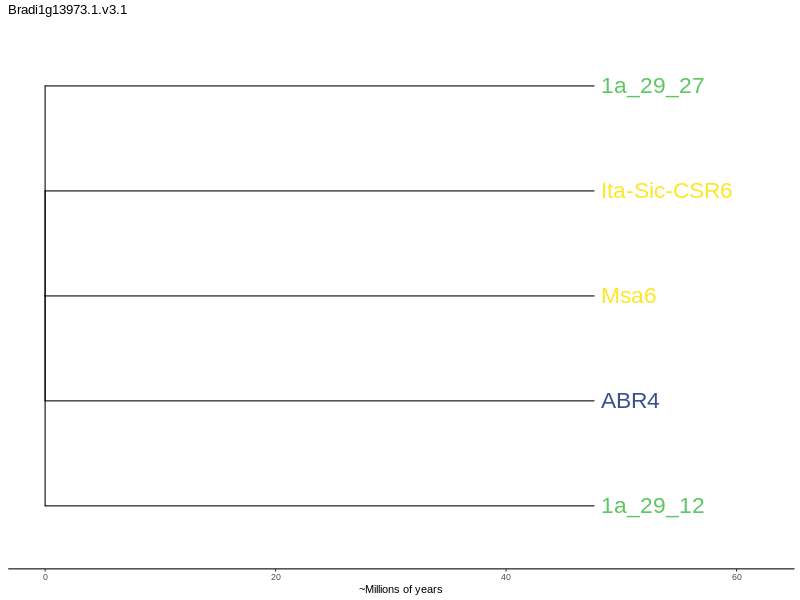 Bradi1g13973.1.v3.1
1a_29_27
Ita-Sic-CSR6
Msa6
ABR4
1a_29_12
0 20 40 60
~Millions of years